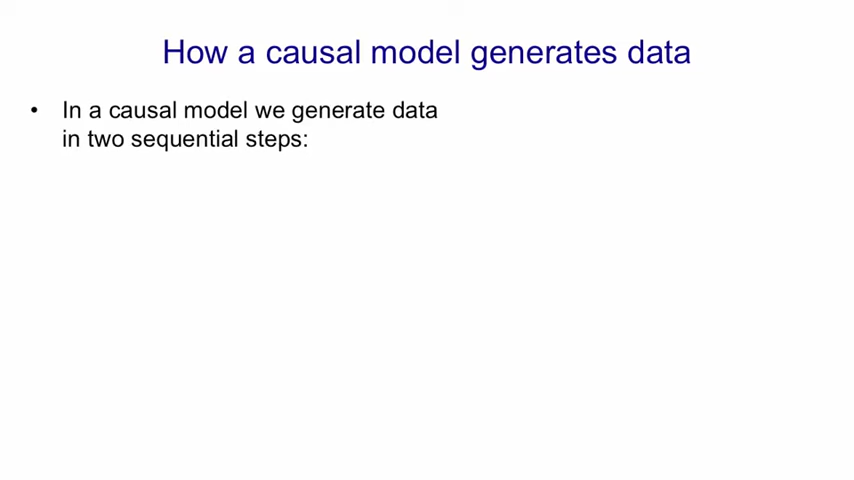 How a causal model generates data
• In a causal model we generate data
in two sequential steps: